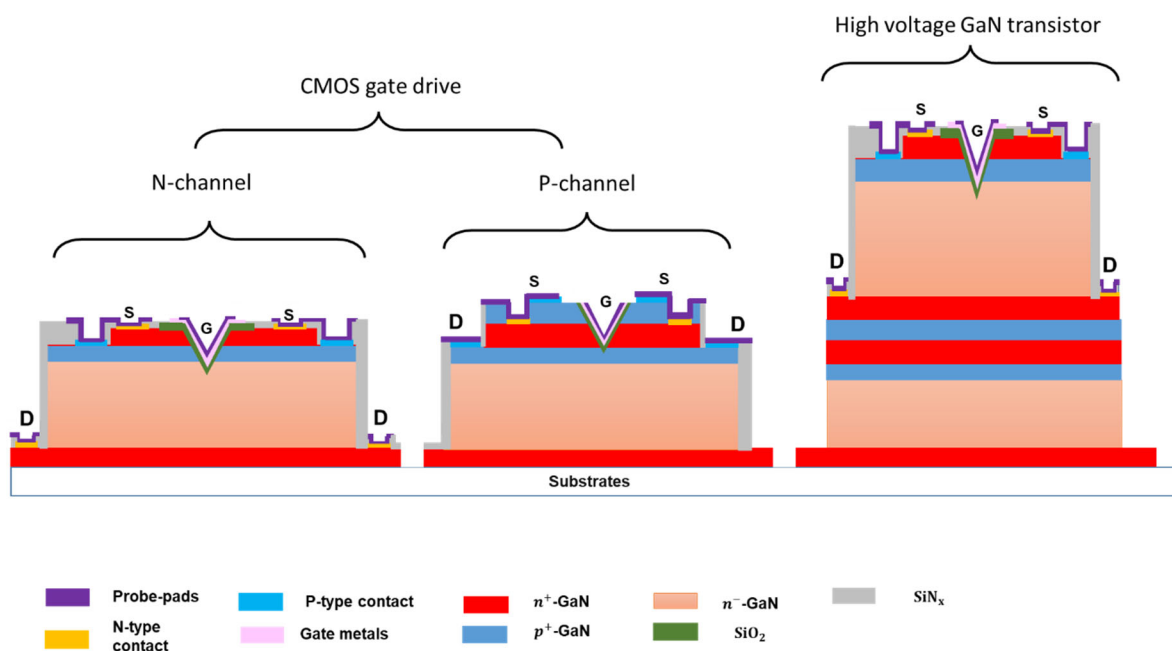 High voltage GaN transistor
CMOS gate drive
N-channel
P-channel
S
S
G
D
D
S
S
G
D
D
S
S
G
D
D
Substrates
Probe-pads
P-type contact
n⁺-GaN
n⁻-GaN
SiNₓ
N-type
contact
Gate metals
p⁺-GaN
SiO₂